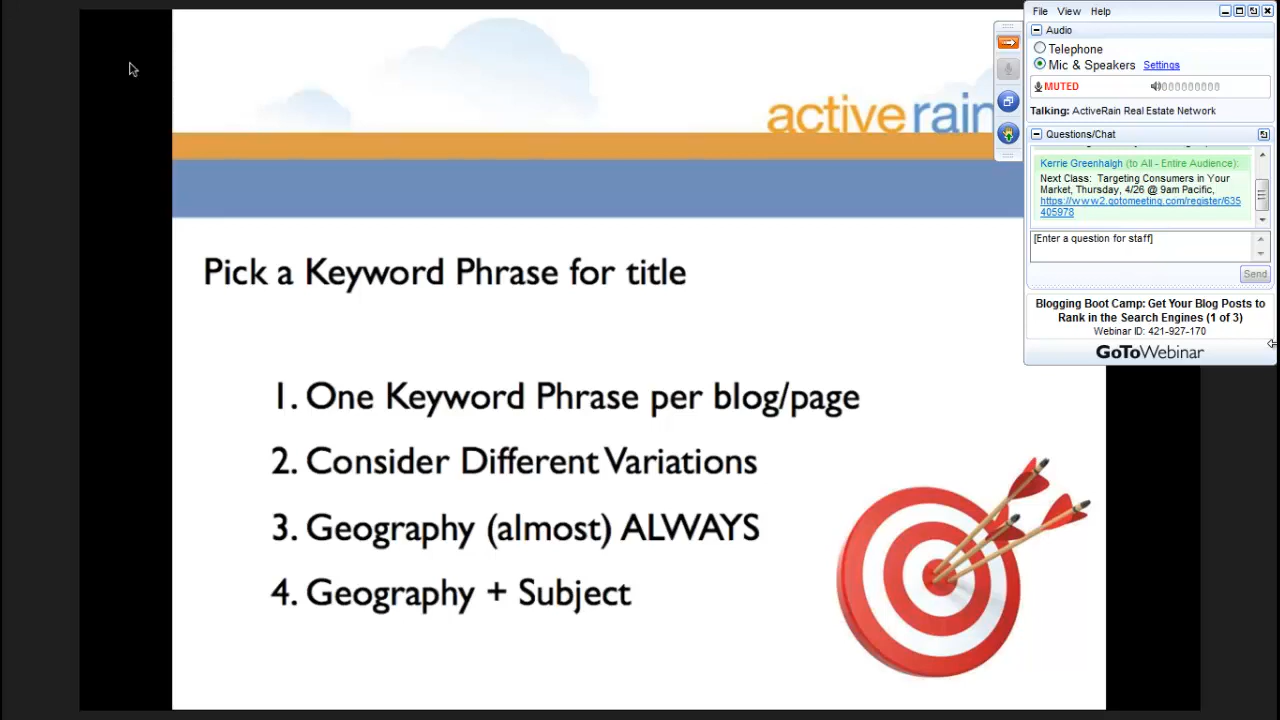 activerain
Pick a Keyword Phrase for title
1. One Keyword Phrase per blog/page
2. Consider Different Variations
3. Geography (almost) ALWAYS
4. Geography + Subject
File View Help
Audio
Telephone
Mic & Speakers Settings
MUTED
Talking: ActiveRain Real Estate Network
Questions/Chat
Kerrie Greenhalgh (to All - Entire Audience):
Next Class: Targeting Consumers in Your
Market, Thursday, 4/26 @ 9am Pacific,
https://www2.gotomeeting.com/register/635
405978
[Enter a question for staff]
Send
Blogging Boot Camp: Get Your Blog Posts to
Rank in the Search Engines (1 of 3)
Webinar ID: 421-927-170
GoToWebinar